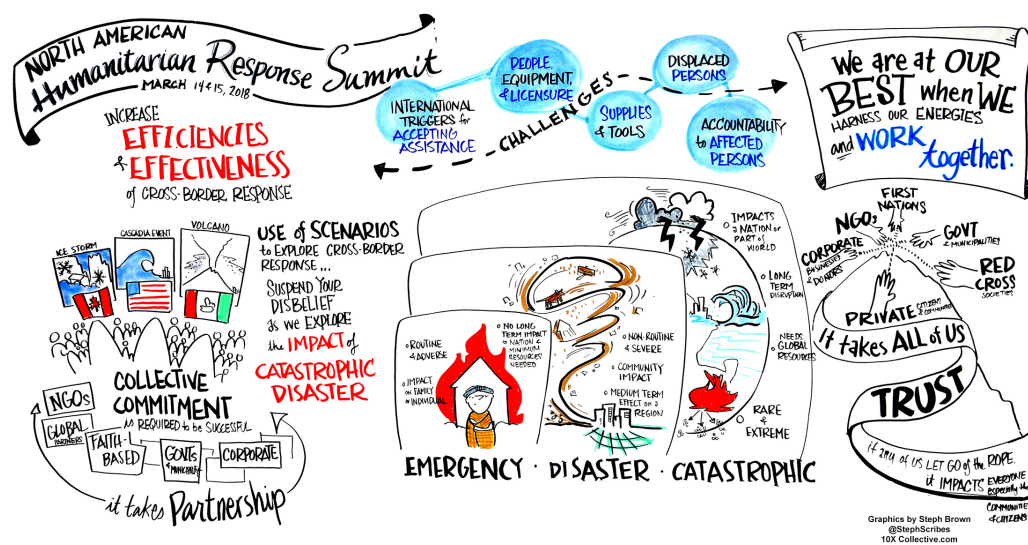 NORTH AMERICAN
Humanitarian Response Summit
MARCH 14 & 15, 2018
INCREASE
EFFICIENCIES
& EFFECTIVENESS
of CROSS-BORDER RESPONSE
INTERNATIONAL
TRIGGERS for
ACCEPTING
ASSISTANCE
PEOPLE,
EQUIPMENT,
& LICENSURE
CHALLENGES
SUPPLIES
& TOOLS
DISPLACED
PERSONS
ACCOUNTABILITY
to AFFECTED
PERSONS
We are at OUR
BEST when WE
HARNESS OUR ENERGIES
and WORK
together.
ICE STORM
CASCADIA EVENT
VOLCANO
USE of SCENARIOS
to EXPLORE CROSS-BORDER
RESPONSE...
SUSPEND YOUR
DISBELIEF
as WE EXPLORE
the IMPACT of
CATASTROPHIC
DISASTER
COLLECTIVE
COMMITMENT
is REQUIRED to be SUCCESSFUL
NGOs
GLOBAL
PARTNERS
FAITH-
BASED
GOVTS
& MUNICIPALITY
CORPORATE
it takes Partnership
ROUTINE
& ADVERSE
IMPACT
on FAMILY
or INDIVIDUAL
NO LONG
TERM IMPACT
to NATION &
MINIMUM
RESOURCES
NEEDED
NON-ROUTINE
& SEVERE
COMMUNITY
IMPACT
MEDIUM TERM
EFFECT on a
REGION
IMPACTS
a NATION or
PART of
WORLD
LONG
TERM
DISRUPTION
NEEDS
GLOBAL
RESOURCES
RARE
& EXTREME
EMERGENCY · DISASTER · CATASTROPHIC
FIRST
NATIONS
NGOs
GOVT
& MUNICIPALITIES
CORPORATE
BUSINESSES
& DONORS
RED
CROSS
SOCIETIES
PRIVATE CITIZENS
& COMMUNITIES
it takes ALL of US
TRUST
if any of US LET GO of the ROPE.
it IMPACTS EVERYONE
especially the
COMMUNITIES
& CITIZENS
Graphics by Steph Brown
@StephScribes
10X Collective.com